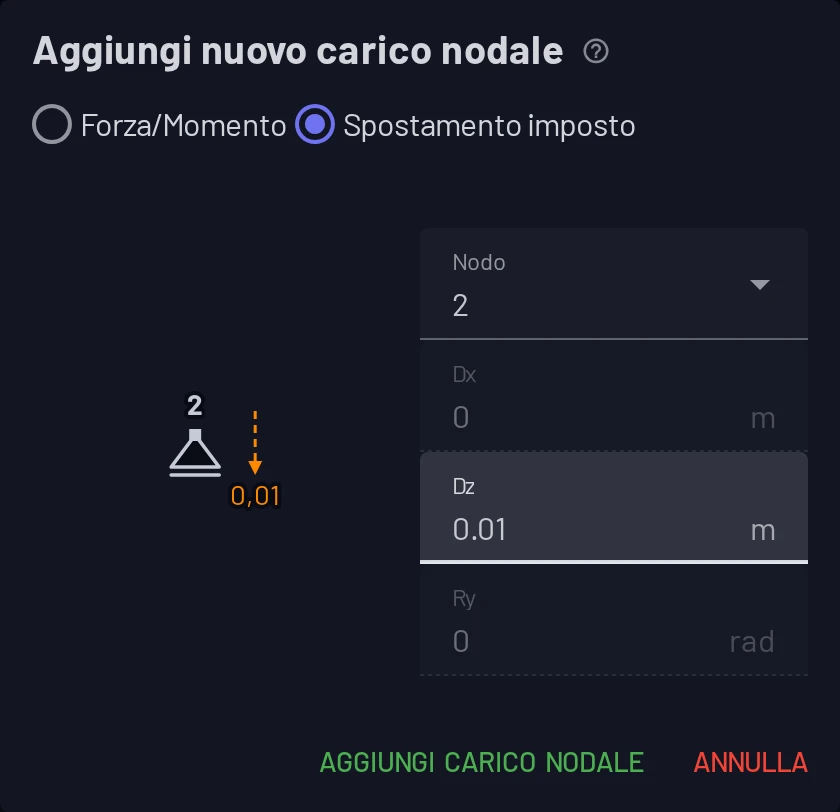 Aggiungi nuovo carico nodale ?
Forza/Momento Spostamento imposto
Nodo
2
Dx
0 m
2
0,01
Dz
0.01 m
Ry
0 rad
AGGIUNGI CARICO NODALE ANNULLA